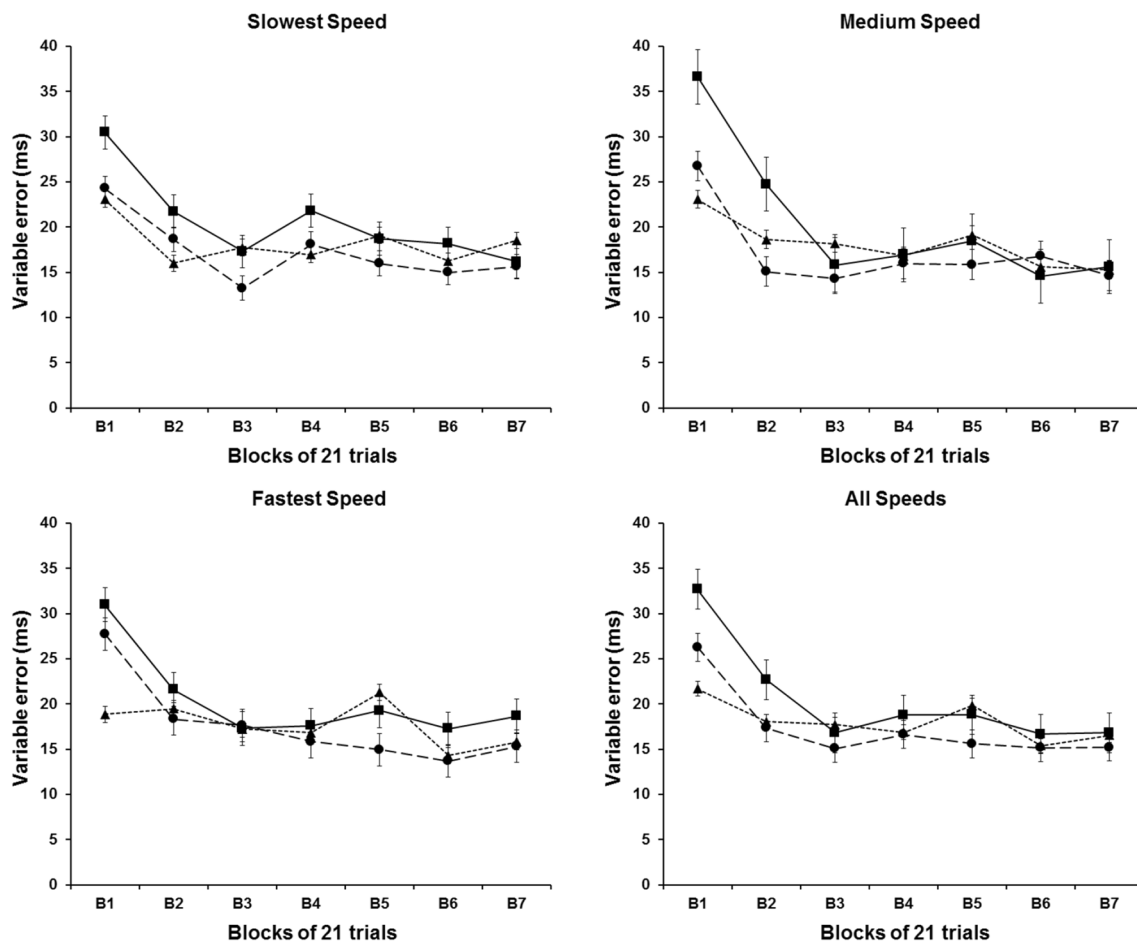 Slowest Speed
Variable error (ms)
40
35
30
25
20
15
10
5
0
B1 B2 B3 B4 B5 B6 B7
Blocks of 21 trials
Medium Speed
Variable error (ms)
40
35
30
25
20
15
10
5
0
B1 B2 B3 B4 B5 B6 B7
Blocks of 21 trials
Fastest Speed
Variable error (ms)
40
35
30
25
20
15
10
5
0
B1 B2 B3 B4 B5 B6 B7
Blocks of 21 trials
All Speeds
Variable error (ms)
40
35
30
25
20
15
10
5
0
B1 B2 B3 B4 B5 B6 B7
Blocks of 21 trials